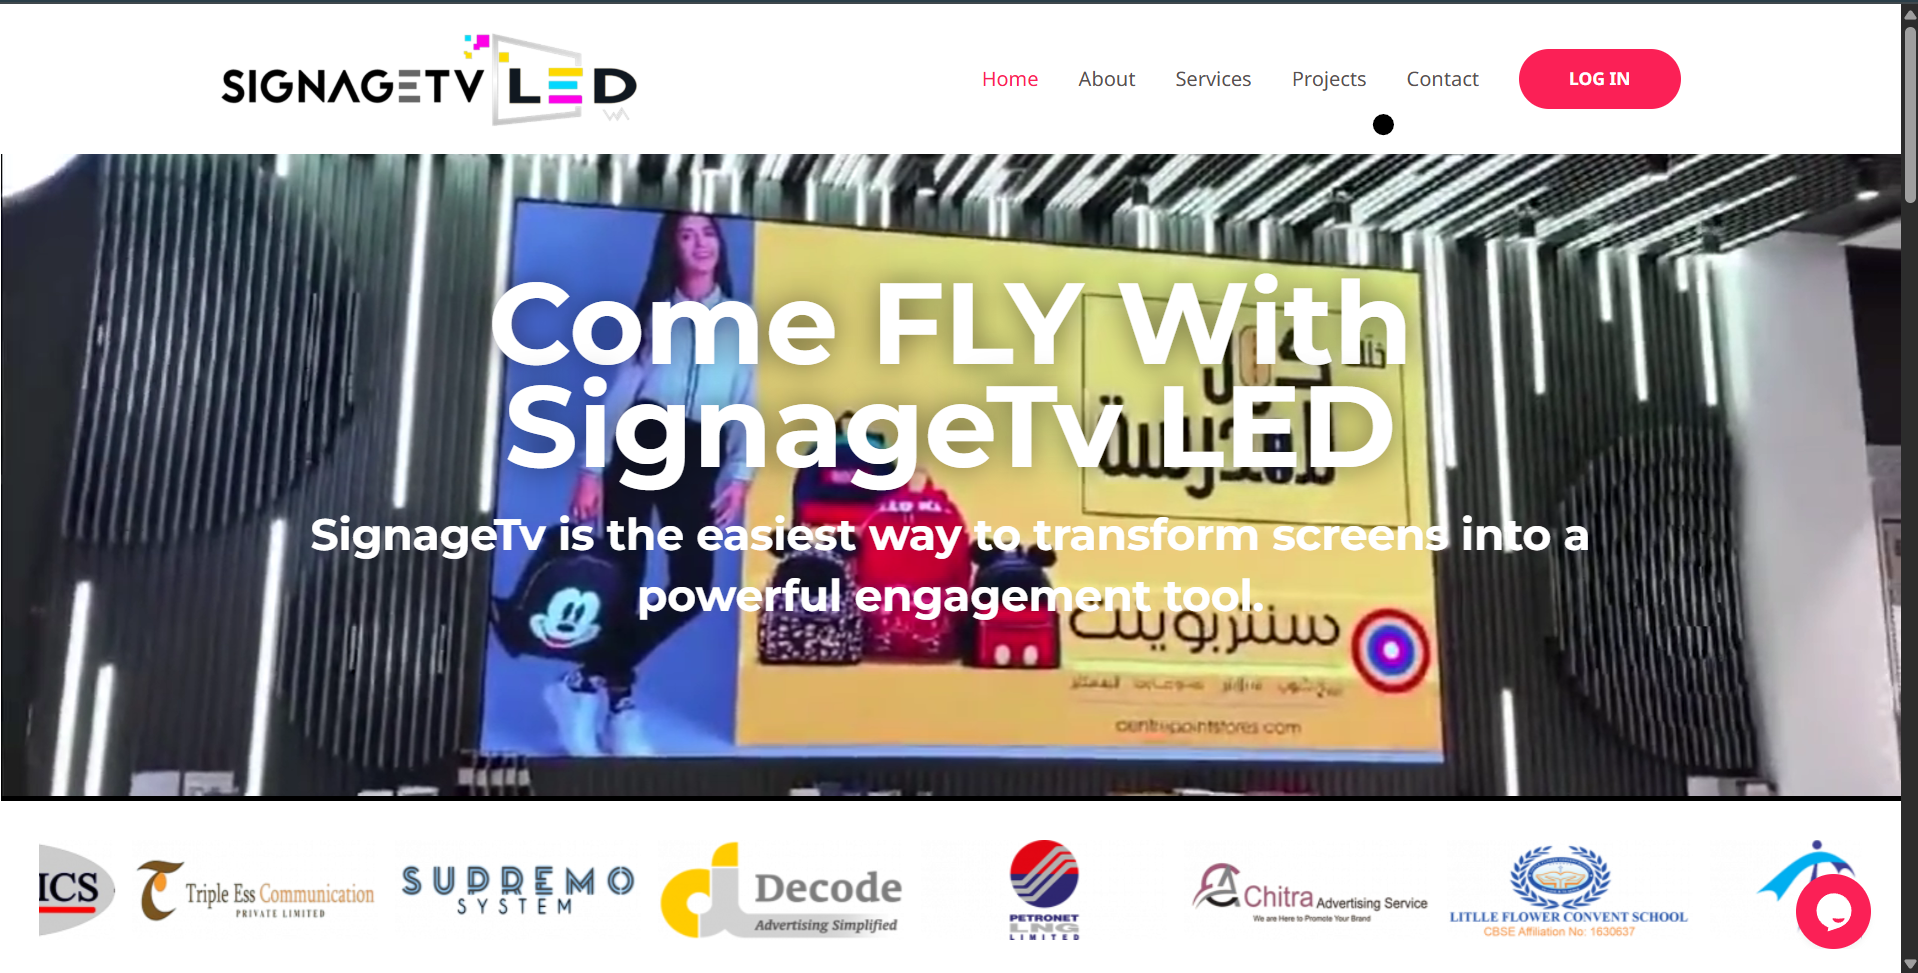 SIGNAGETV LED
Home About Services Projects Contact LOG IN
Come FLY With
SignageTv LED
SignageTv is the easiest way to transform screens into a
powerful engagement tool.
للمدرسة
سنتربوينت
centrepointstores.com
ICS
Triple Ess Communication
PRIVATE LIMITED
SUPREMO
SYSTEM
Decode
Advertising Simplified
PETRONET
LNG
LIMITED
Chitra Advertising Service
We are Here to Promote Your Brand
LITLLE FLOWER CONVENT SCHOOL
CBSE Affiliation No: 1630637